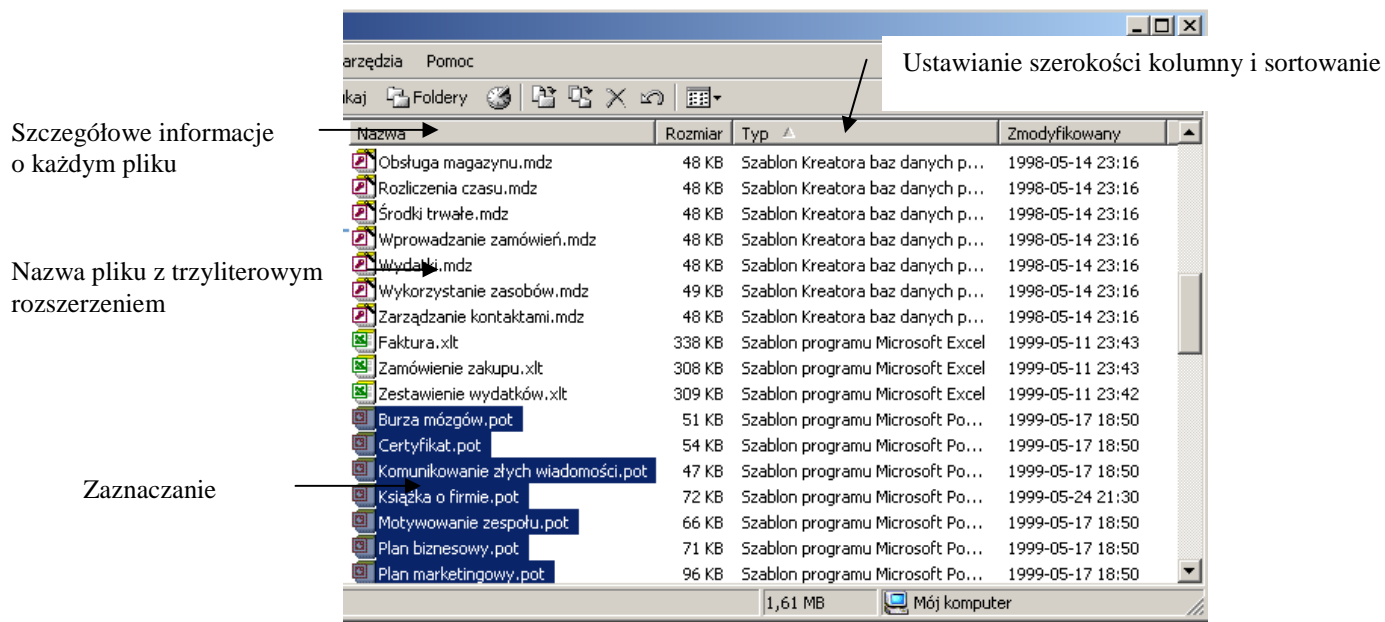 arzędzia Pomoc
Ustawianie szerokości kolumny i sortowanie
kaj Foldery
Szczegółowe informacje
o każdym pliku
Nazwa Rozmiar Typ Zmodyfikowany
Obsługa magazynu.mdz 48 KB Szablon Kreatora baz danych p... 1998-05-14 23:16
Rozliczenia czasu.mdz 48 KB Szablon Kreatora baz danych p... 1998-05-14 23:16
Środki trwałe.mdz 48 KB Szablon Kreatora baz danych p... 1998-05-14 23:16
Wprowadzanie zamówień.mdz 48 KB Szablon Kreatora baz danych p... 1998-05-14 23:16
Nazwa pliku z trzyliterowym
rozszerzeniem
Wydatki.mdz 48 KB Szablon Kreatora baz danych p... 1998-05-14 23:16
Wykorzystanie zasobów.mdz 49 KB Szablon Kreatora baz danych p... 1998-05-14 23:16
Zarządzanie kontaktami.mdz 48 KB Szablon Kreatora baz danych p... 1998-05-14 23:16
Faktura.xlt 338 KB Szablon programu Microsoft Excel 1999-05-11 23:43
Zamówienie zakupu.xlt 308 KB Szablon programu Microsoft Excel 1999-05-11 23:43
Zestawienie wydatków.xlt 309 KB Szablon programu Microsoft Excel 1999-05-11 23:42
Burza mózgów.pot 51 KB Szablon programu Microsoft Po... 1999-05-17 18:50
Certyfikat.pot 54 KB Szablon programu Microsoft Po... 1999-05-17 18:50
Komunikowanie złych wiadomości.pot 47 KB Szablon programu Microsoft Po... 1999-05-17 18:50
Zaznaczanie
Książka o firmie.pot 72 KB Szablon programu Microsoft Po... 1999-05-24 21:30
Motywowanie zespołu.pot 66 KB Szablon programu Microsoft Po... 1999-05-17 18:50
Plan biznesowy.pot 71 KB Szablon programu Microsoft Po... 1999-05-17 18:50
Plan marketingowy.pot 96 KB Szablon programu Microsoft Po... 1999-05-17 18:50
1,61 MB Mój komputer